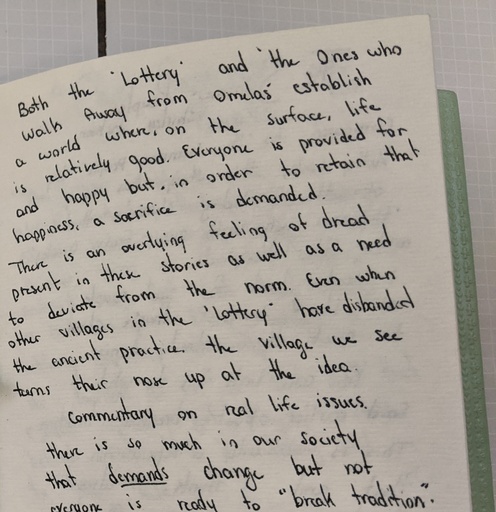 Both the 'Lottery' and 'the Ones who
walk Away from Omelas' establish
a world where, on the surface, life
is relatively good. Everyone is provided for
and happy but, in order to retain that
happiness, a sacrifice is demanded.
There is an overlying feeling of dread
present in these stories as well as a need
to deviate from the norm. Even when
other villages in the 'Lottery' have disbanded
the ancient practice. the village we see
turns their nose up at the idea.
Commentary on real life issues.
there is so much in our society
that demands change but not
everyone is ready to "break tradition".